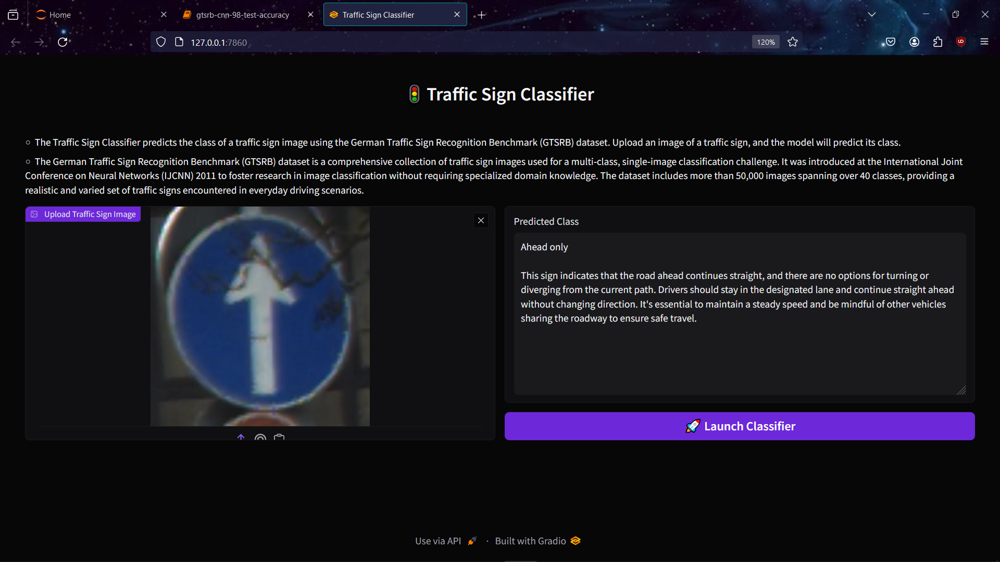 Home
gtsrb-cnn-98-test-accuracy
Traffic Sign Classifier
127.0.0.1:7860
120%
Traffic Sign Classifier
The Traffic Sign Classifier predicts the class of a traffic sign image using the German Traffic Sign Recognition Benchmark (GTSRB) dataset. Upload an image of a traffic sign, and the model will predict its class.
The German Traffic Sign Recognition Benchmark (GTSRB) dataset is a comprehensive collection of traffic sign images used for a multi-class, single-image classification challenge. It was introduced at the International Joint
Conference on Neural Networks (IJCNN) 2011 to foster research in image classification without requiring specialized domain knowledge. The dataset includes more than 50,000 images spanning over 40 classes, providing a
realistic and varied set of traffic signs encountered in everyday driving scenarios.
Upload Traffic Sign Image
Predicted Class
Ahead only
This sign indicates that the road ahead continues straight, and there are no options for turning or
diverging from the current path. Drivers should stay in the designated lane and continue straight ahead
without changing direction. It's essential to maintain a steady speed and be mindful of other vehicles
sharing the roadway to ensure safe travel.
Launch Classifier
Use via API · Built with Gradio